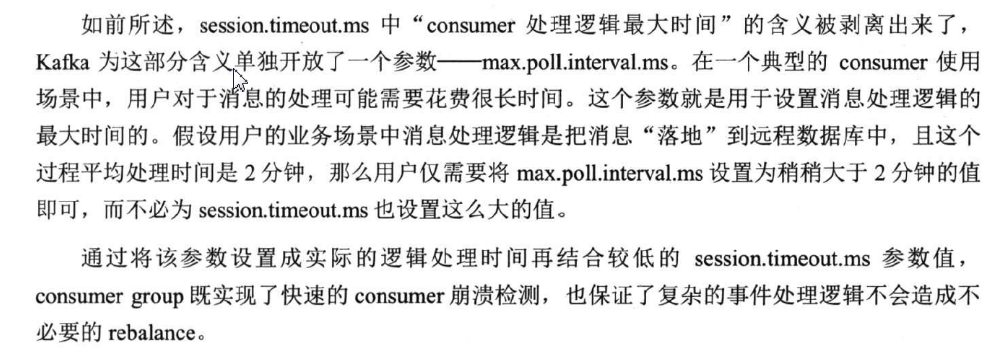 如前所述，session.timeout.ms 中“consumer 处理逻辑最大时间”的含义被剥离出来了，
Kafka 为这部分含义单独开放了一个参数——max.poll.interval.ms。在一个典型的 consumer 使用
场景中，用户对于消息的处理可能需要花费很长时间。这个参数就是用于设置消息处理逻辑的
最大时间的。假设用户的业务场景中消息处理逻辑是把消息“落地”到远程数据库中，且这个
过程平均处理时间是 2 分钟，那么用户仅需要将 max.poll.interval.ms 设置为稍稍大于 2 分钟的值
即可，而不必为 session.timeout.ms 也设置这么大的值。
通过将该参数设置成实际的逻辑处理时间再结合较低的 session.timeout.ms 参数值，
consumer group 既实现了快速的 consumer 崩溃检测，也保证了复杂的事件处理逻辑不会造成不
必要的 rebalance。